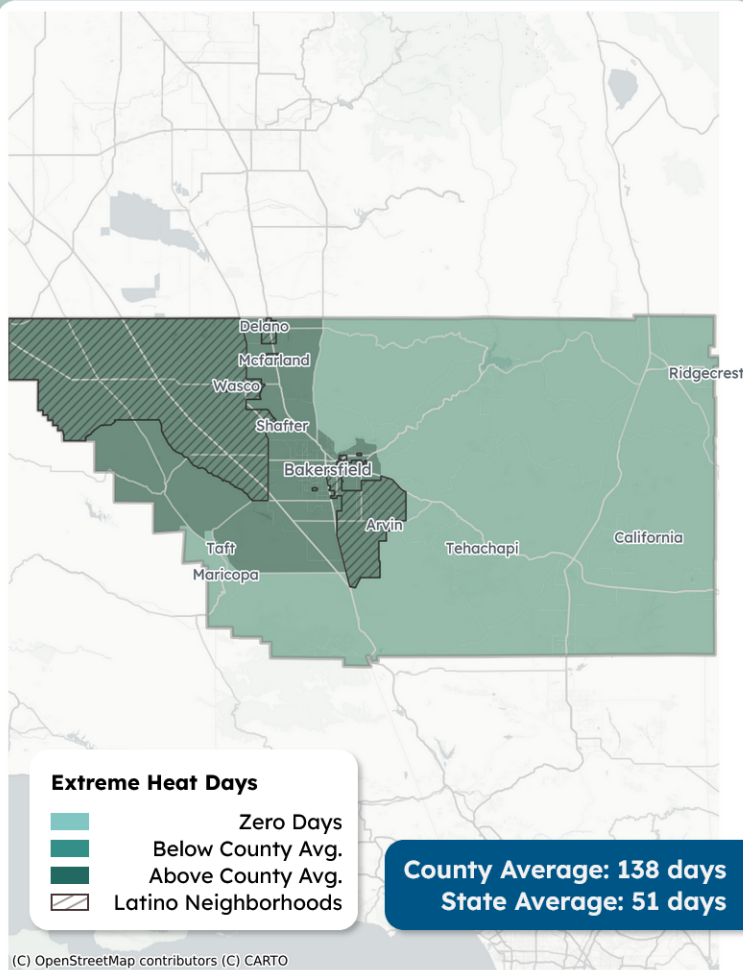 Delano
Mcfarland
Ridgecrest
Wasco
Shafter
Bakersfield
Arvin
California
Taft
Tehachapi
Maricopa
Extreme Heat Days
Zero Days
Below County Avg.
Above County Avg.
Latino Neighborhoods
County Average: 138 days
State Average: 51 days
(C) OpenStreetMap contributors (C) CARTO